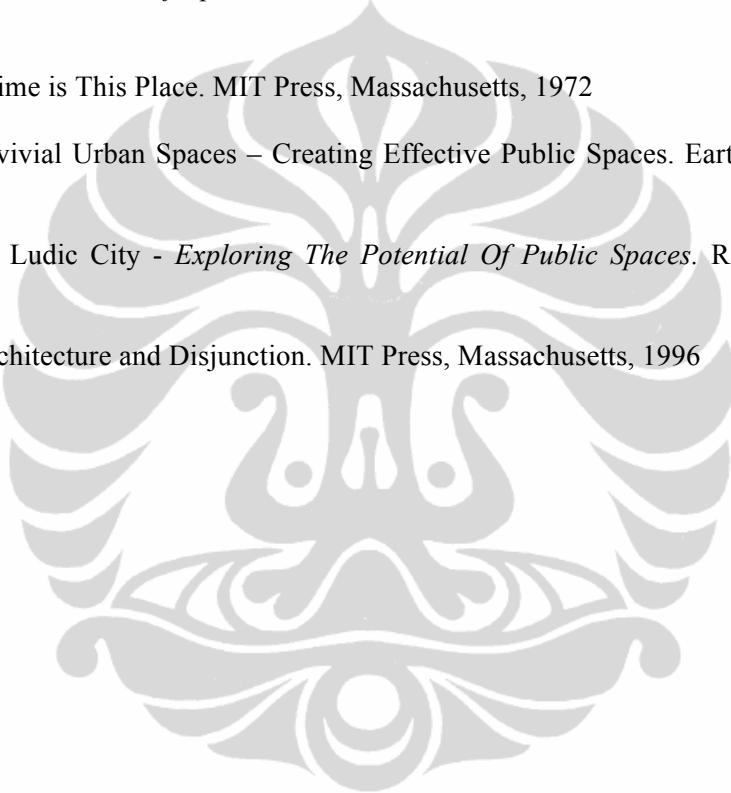 ime is This Place. MIT Press, Massachusetts, 1972
vivial Urban Spaces – Creating Effective Public Spaces. Eart
Ludic City - Exploring The Potential Of Public Spaces. R
chitecture and Disjunction. MIT Press, Massachusetts, 1996